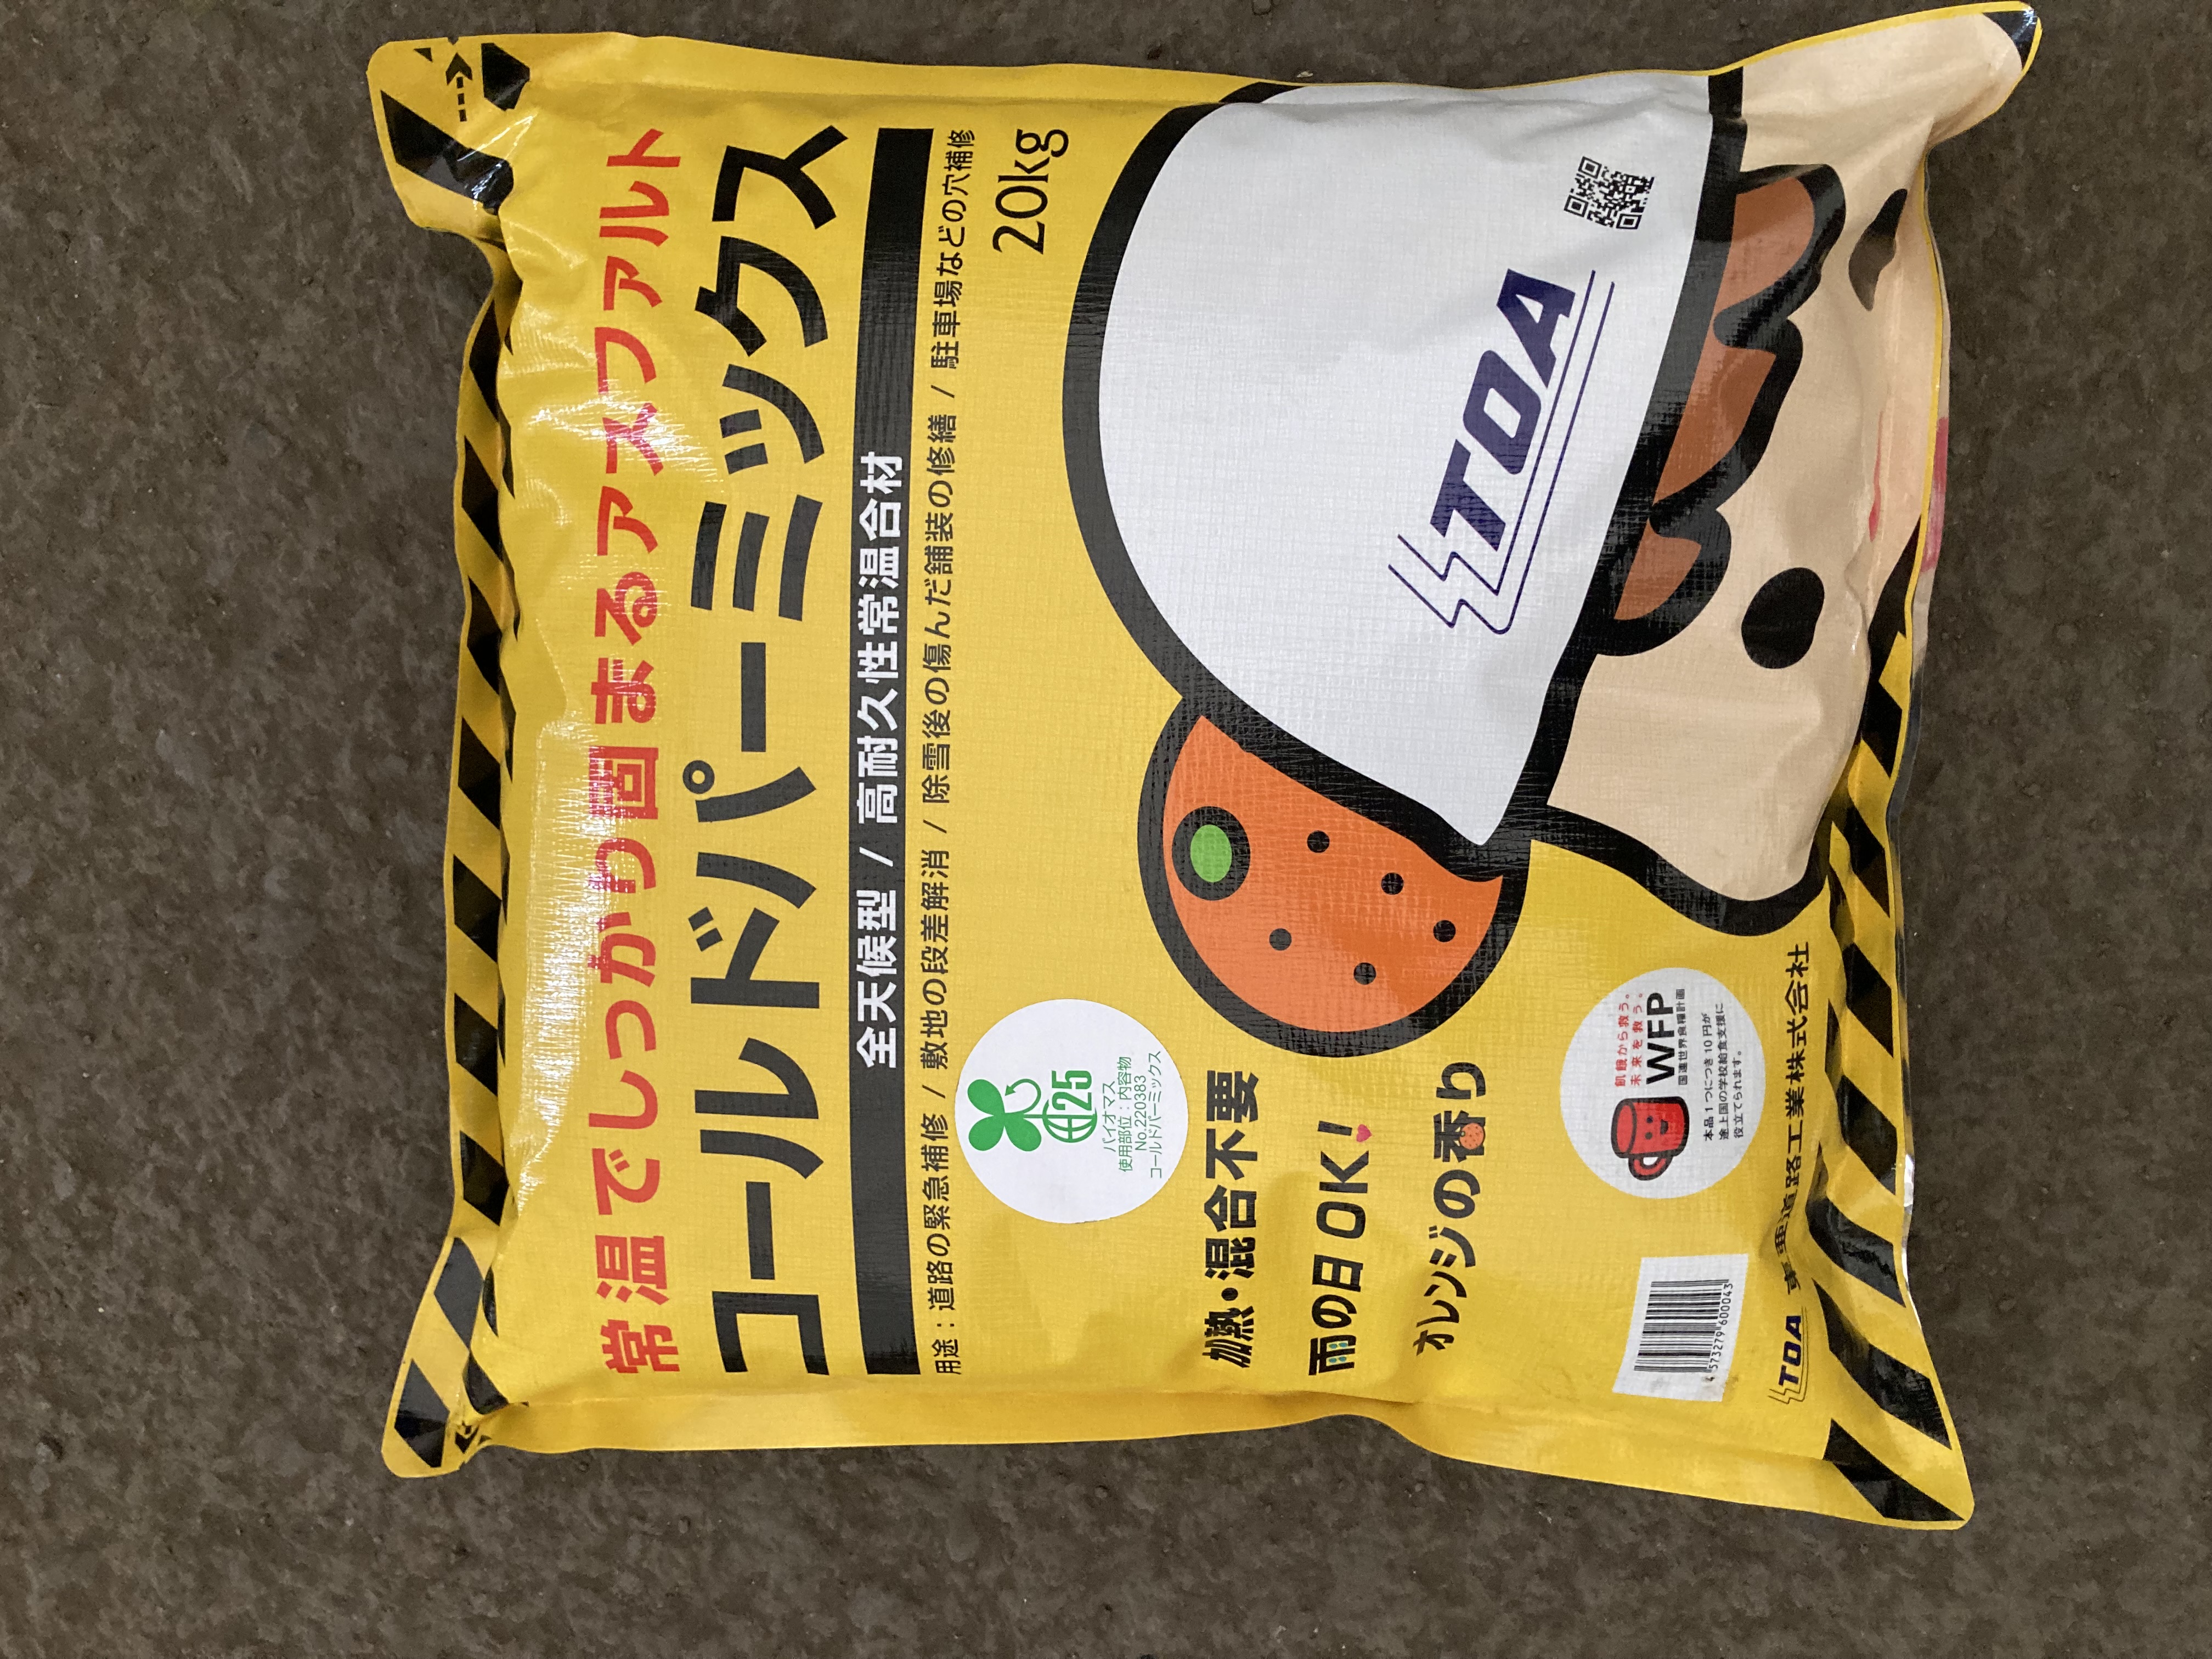 常温でしっかり固まるアスファルト
コールドパーミックス
全天候型 / 高耐久性常温合材
用途：道路の緊急補修 / 敷地の段差解消 / 除雪後の傷んだ舗装の修繕 / 駐車場などの穴補修
20kg
25
バイオマス
使用部位：内容物
No.220383
コールドパーミックス
加熱・混合不要
雨の日OK!
オレンジの香り
TOA
飢餓から救う。
未来を救う。
WFP
国連世界食糧計画
本品1つにつき10円が
途上国の学校給食支援に
役立てられます。
4573279600043
TOA 東亜道路工業株式会社